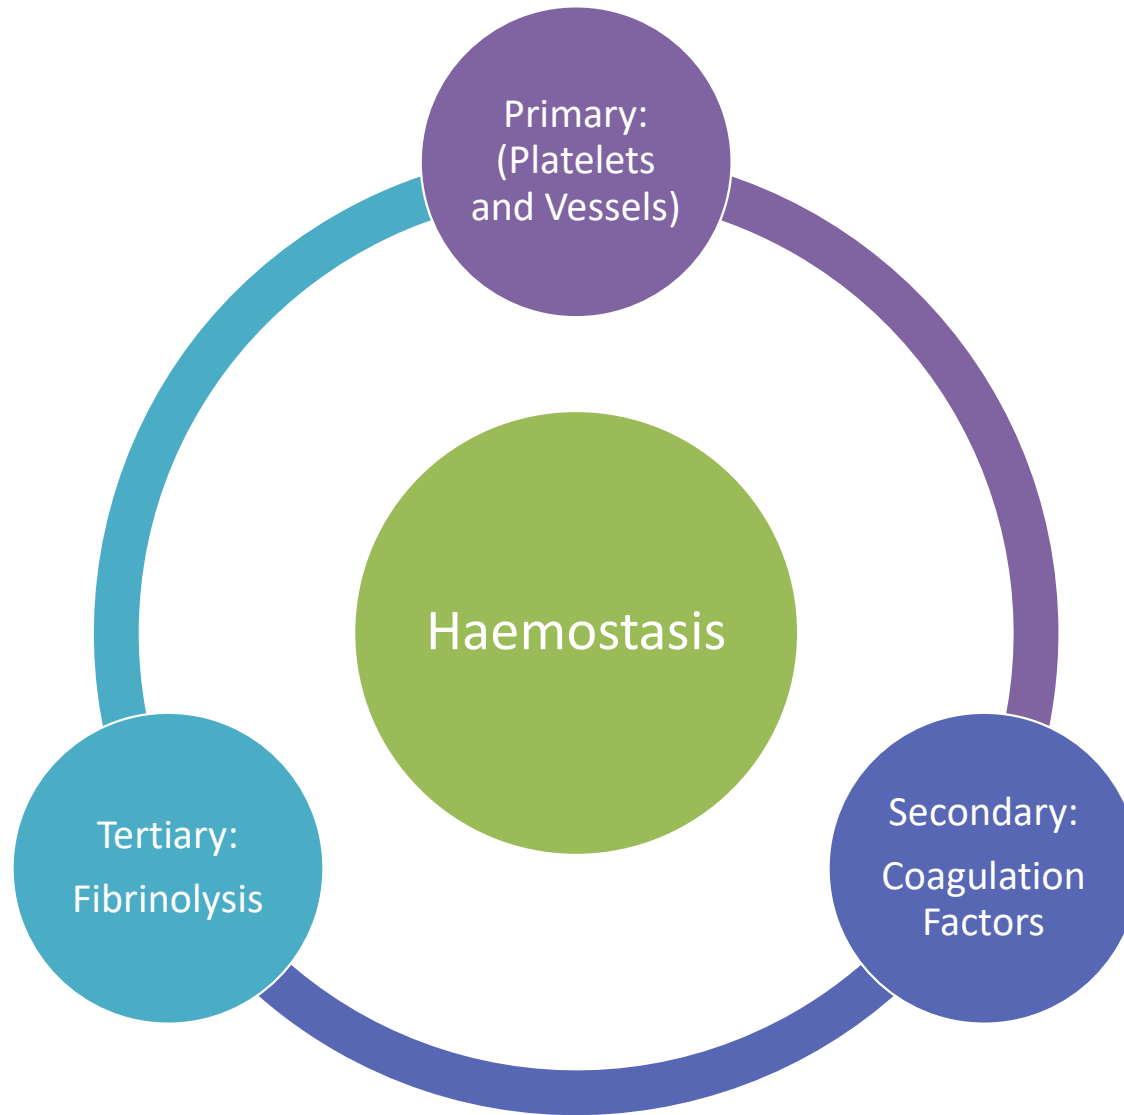 Primary:
(Platelets
and Vessels)
Haemostasis
Secondary:
Coagulation
Factors
Tertiary:
Fibrinolysis